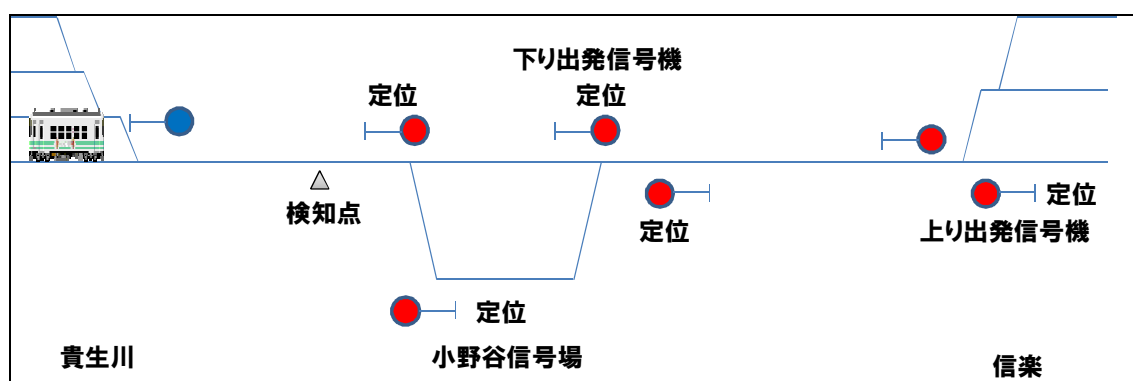 下り出発信号機
定位
定位
検知点
定位
定位
上り出発信号機
定位
貴生川
小野谷信号場
信楽